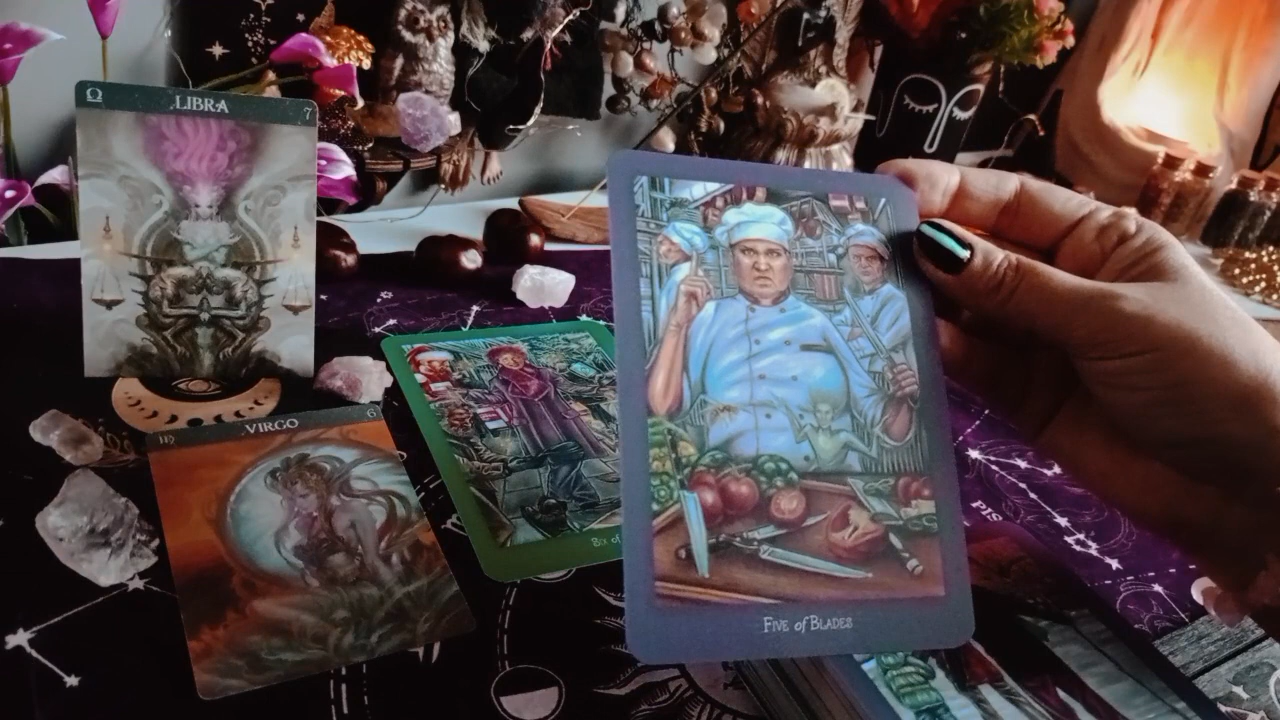 ♎ LIBRA 7
♍ VIRGO 6
Six of
FIVE of BLADES
PIS